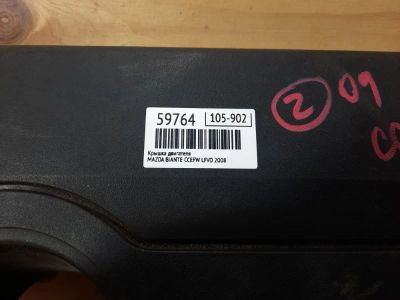 59764 105-902
Крышка двигателя
MAZDA BIANTE CCEFW LFVD 2008
2 09